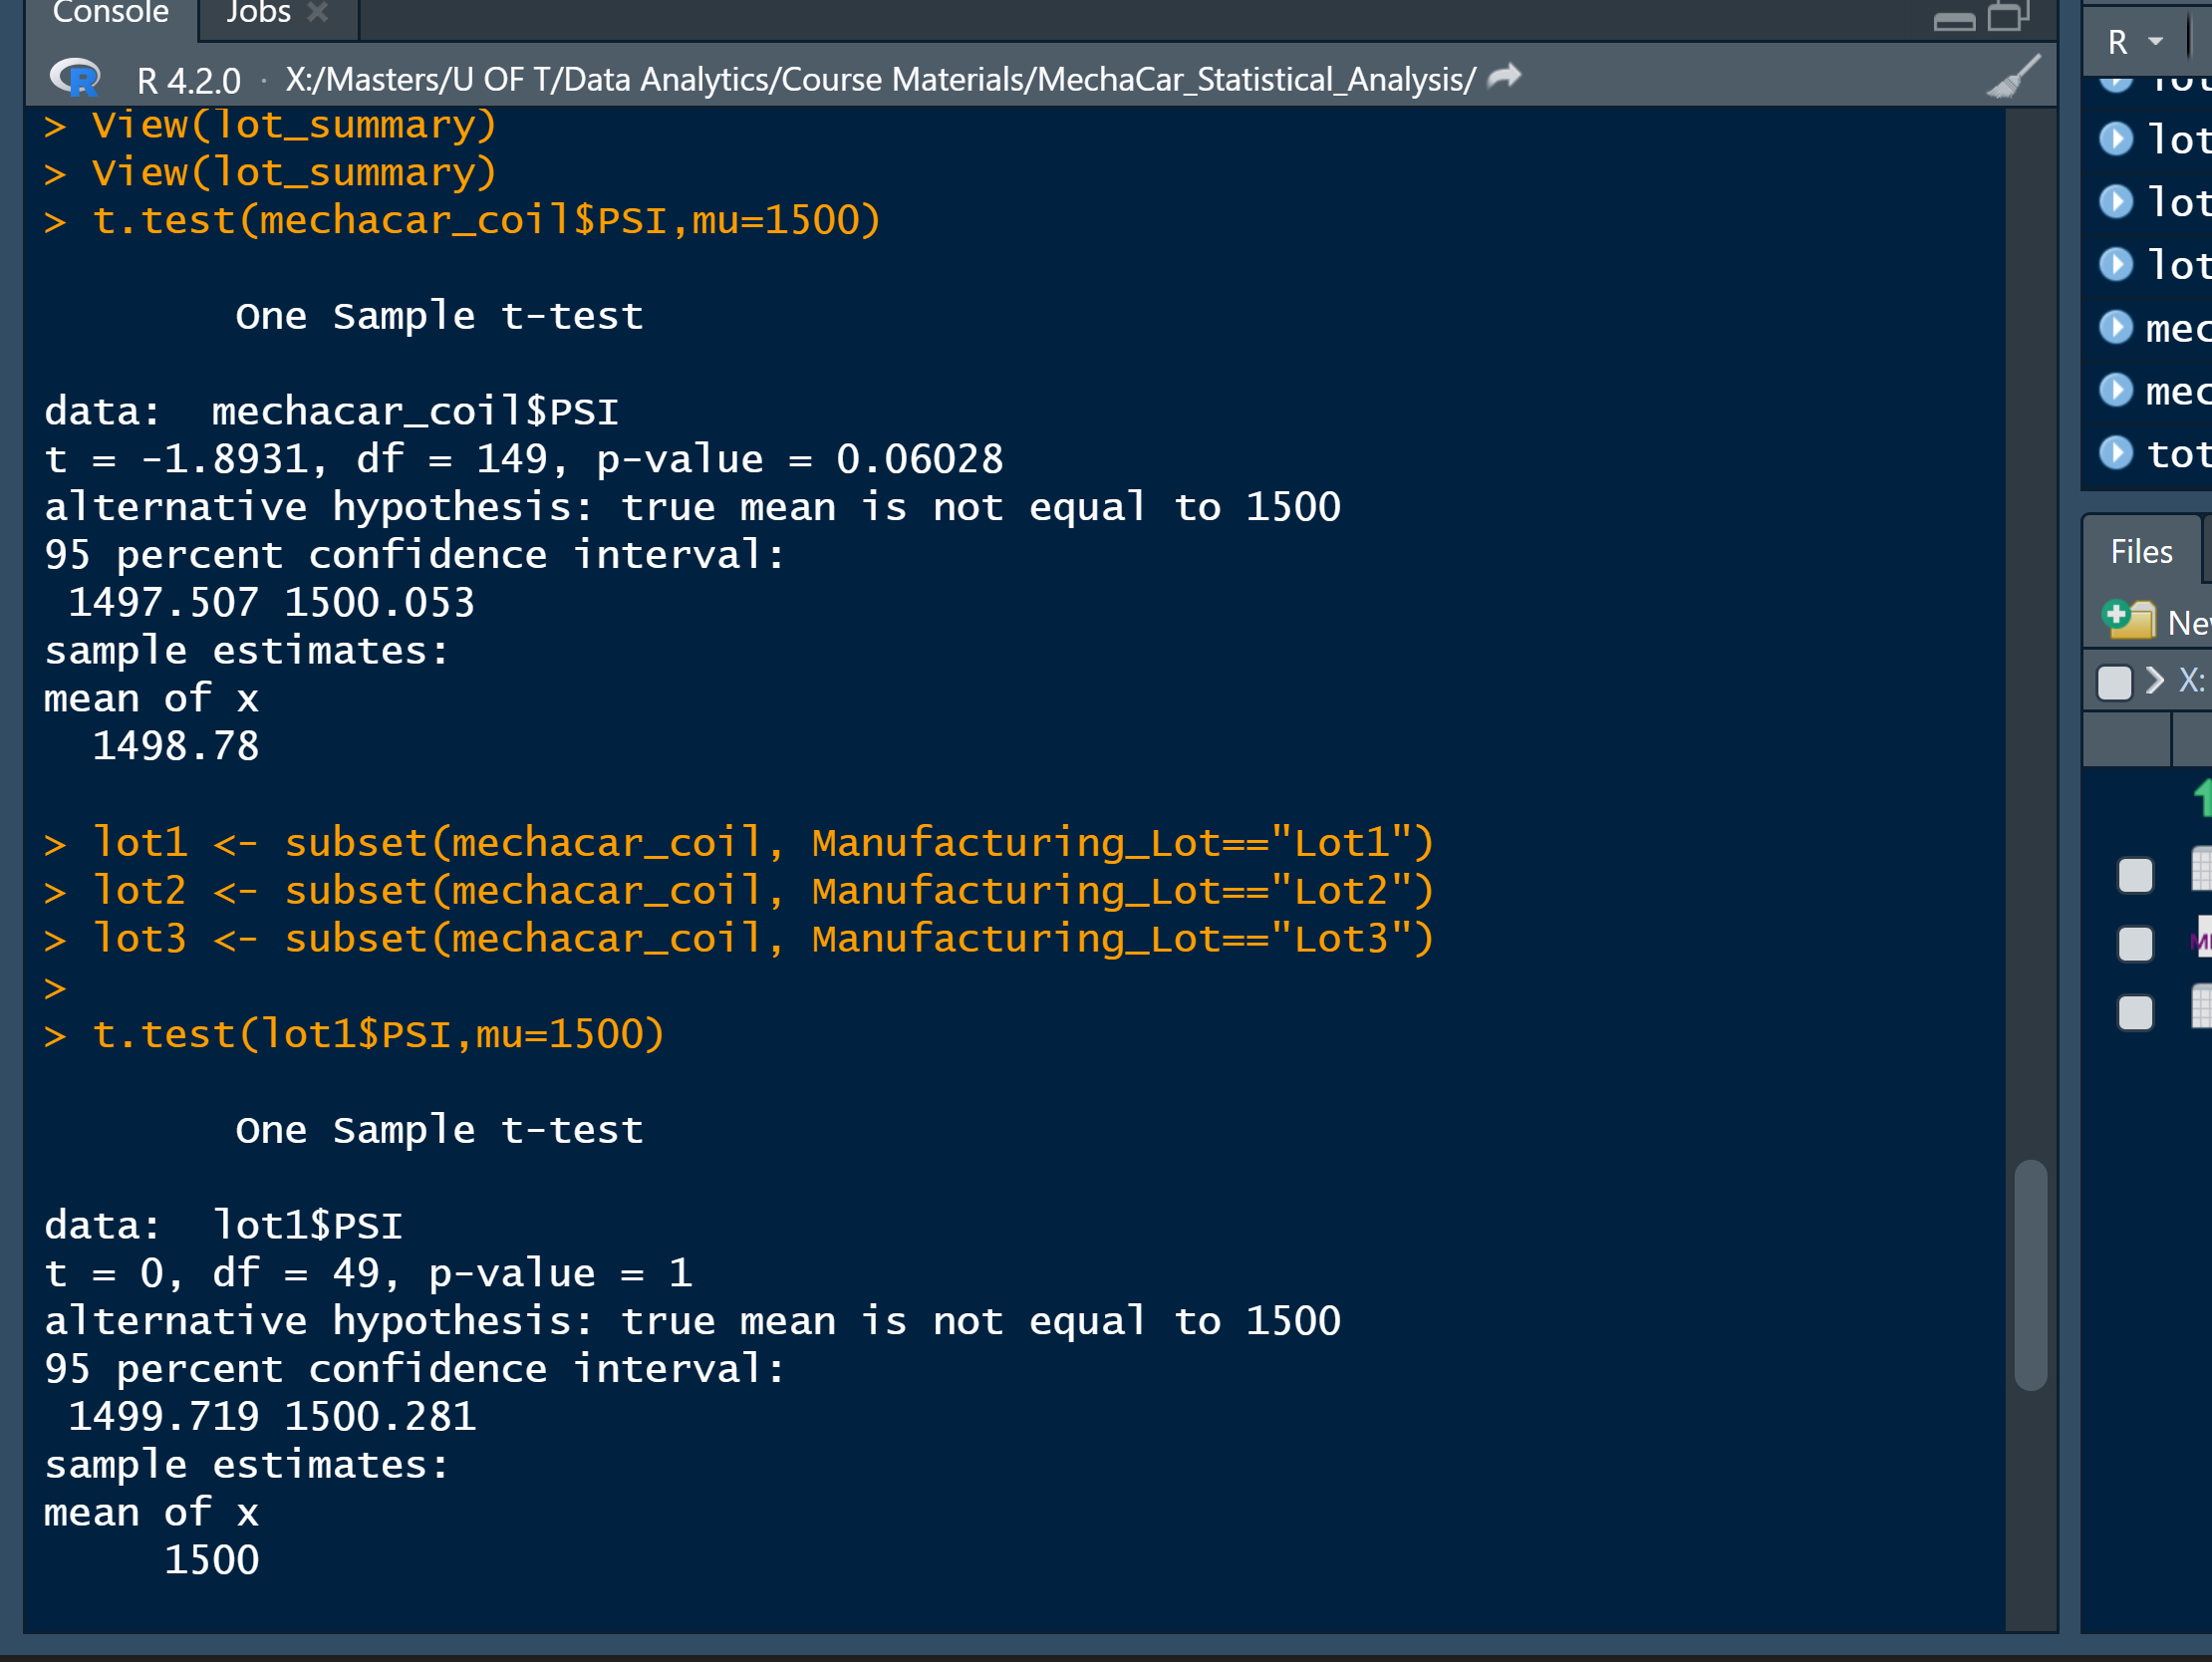 Console Jobs
R
R 4.2.0 · X:/Masters/U OF T/Data Analytics/Course Materials/MechaCar_Statistical_Analysis/
> View(lot_summary)
> View(lot_summary)
> t.test(mechacar_coil$PSI,mu=1500)
One Sample t-test
data:  mechacar_coil$PSI
t = -1.8931, df = 149, p-value = 0.06028
alternative hypothesis: true mean is not equal to 1500
95 percent confidence interval:
1497.507 1500.053
sample estimates:
mean of x
1498.78
> lot1 <- subset(mechacar_coil, Manufacturing_Lot=="Lot1")
> lot2 <- subset(mechacar_coil, Manufacturing_Lot=="Lot2")
> lot3 <- subset(mechacar_coil, Manufacturing_Lot=="Lot3")
>
> t.test(lot1$PSI,mu=1500)
One Sample t-test
data:  lot1$PSI
t = 0, df = 49, p-value = 1
alternative hypothesis: true mean is not equal to 1500
95 percent confidence interval:
1499.719 1500.281
sample estimates:
mean of x
1500
R
lot
lot
lot
mec
mec
tot
Files
Ne
X: